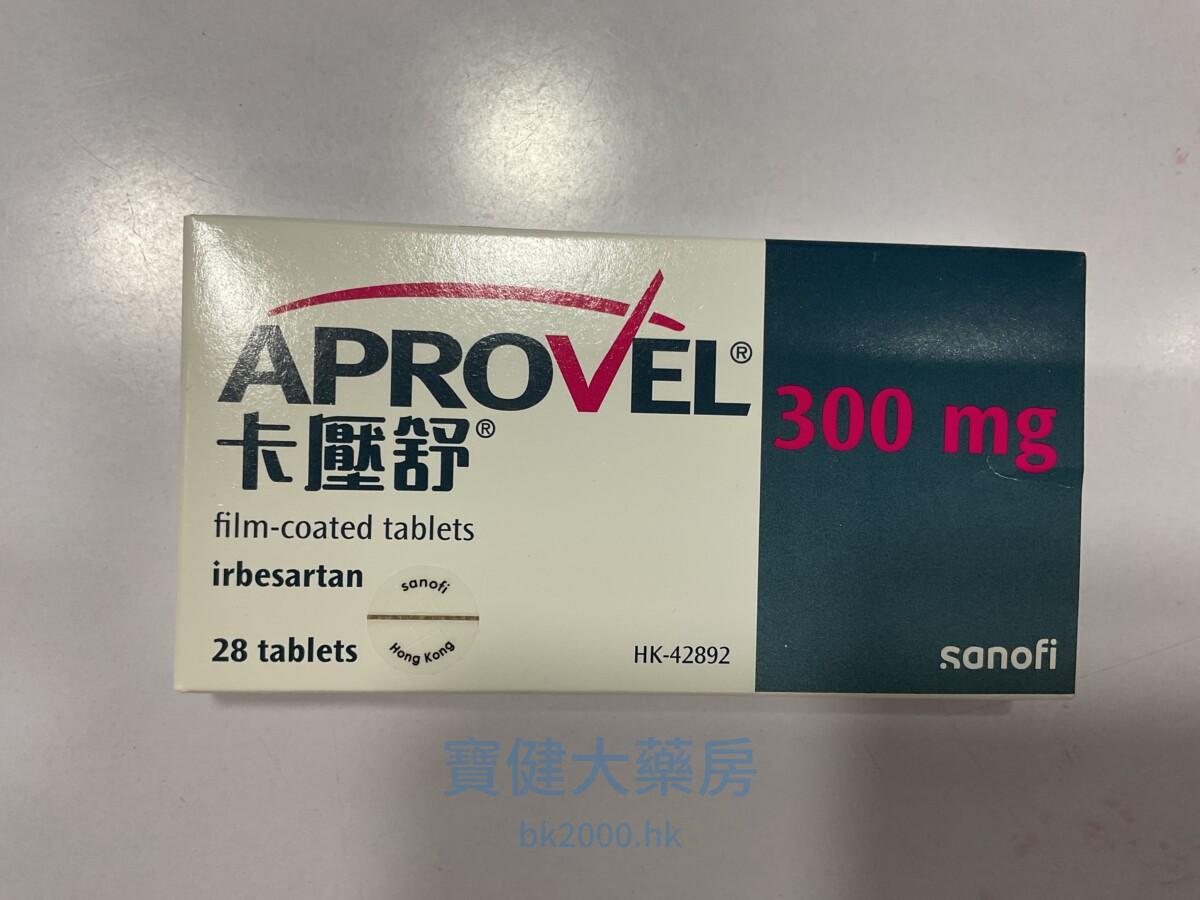 APROVEL®
卡壓舒®
300 mg
film-coated tablets
irbesartan
sanofi
Hong Kong
28 tablets
HK-42892
sanofi
寶健大藥房
bk2000.hk